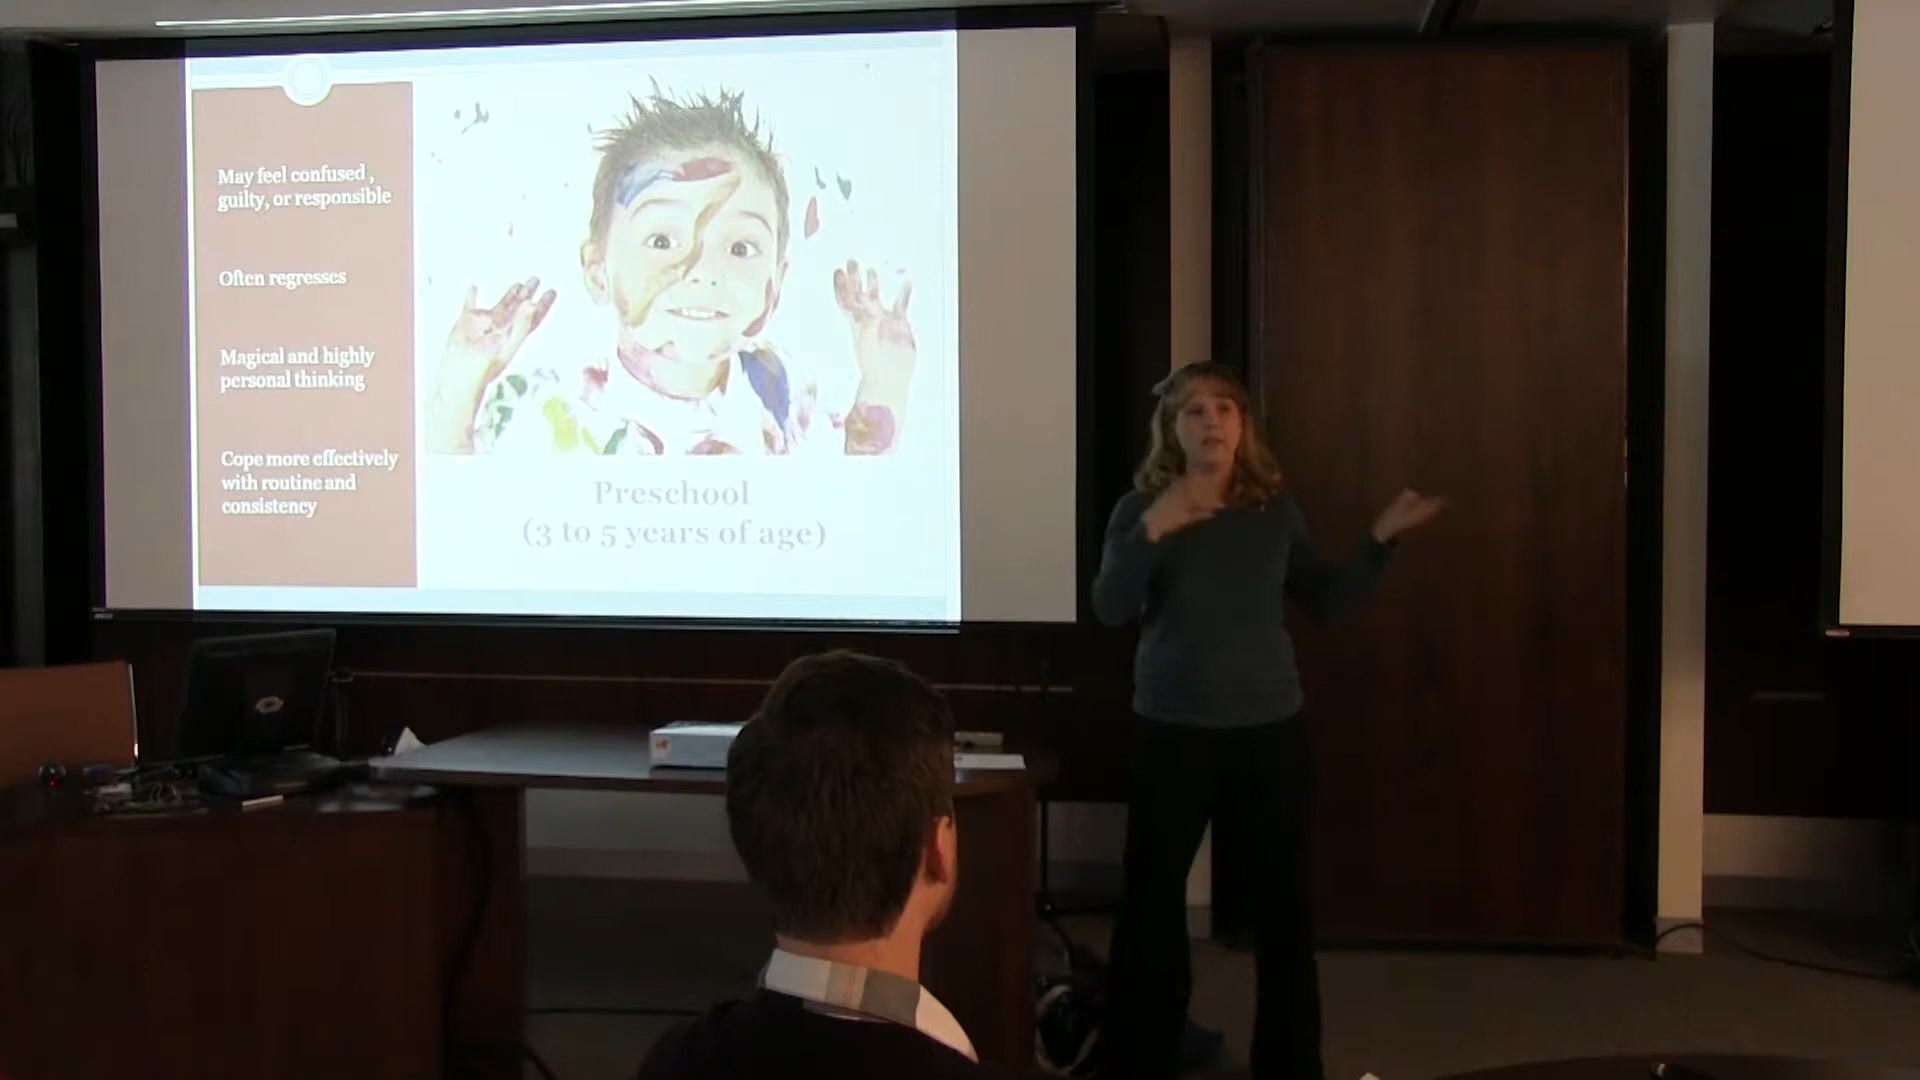 May feel confused ,
guilty, or responsible
Often regresses
Magical and highly
personal thinking
Cope more effectively
with routine and
consistency
Preschool
(3 to 5 years of age)